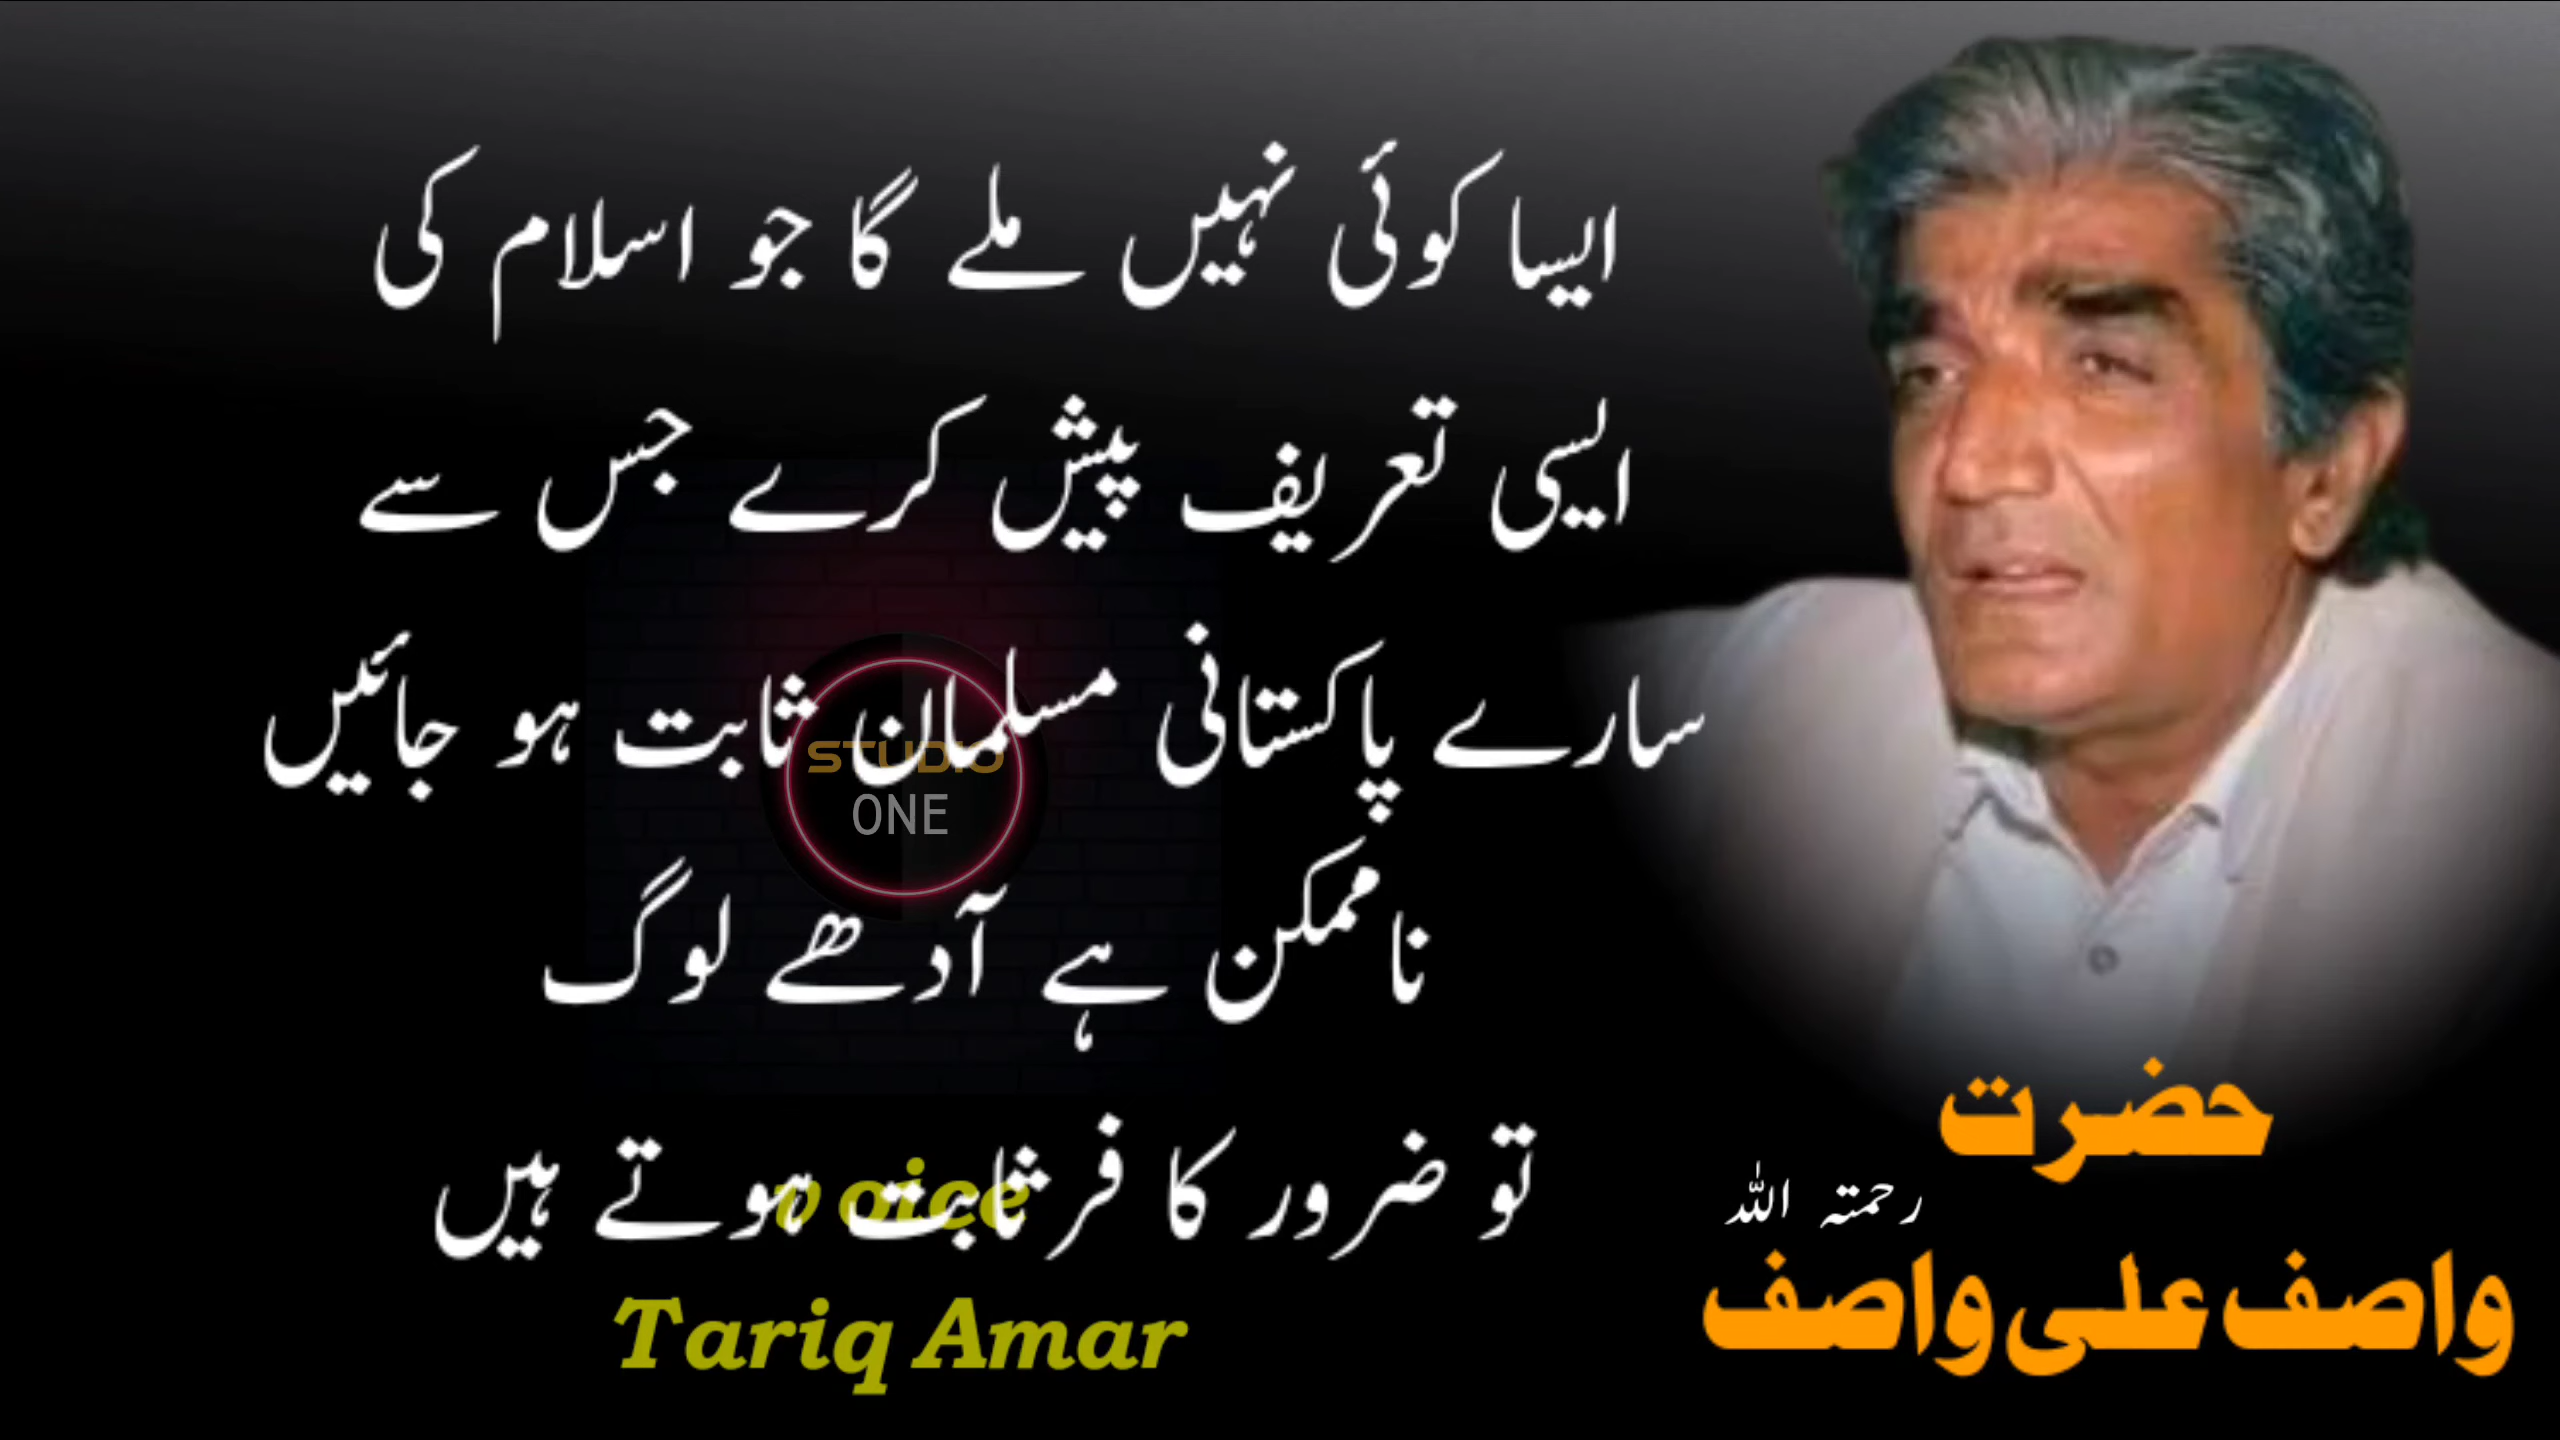 ایسا کوئی نہیں ملے گا جو اسلام کی
ایسی تعریف پیش کرے جس سے
سارے پاکستانی مسلمان ثابت ہو جائیں
ناممکن ہے آدھے لوگ
تو ضرور کافر ثابت ہوتے ہیں
STUDIO
ONE
voice
Tariq Amar
حضرت
رحمتہ اللہ
واصف علی واصف